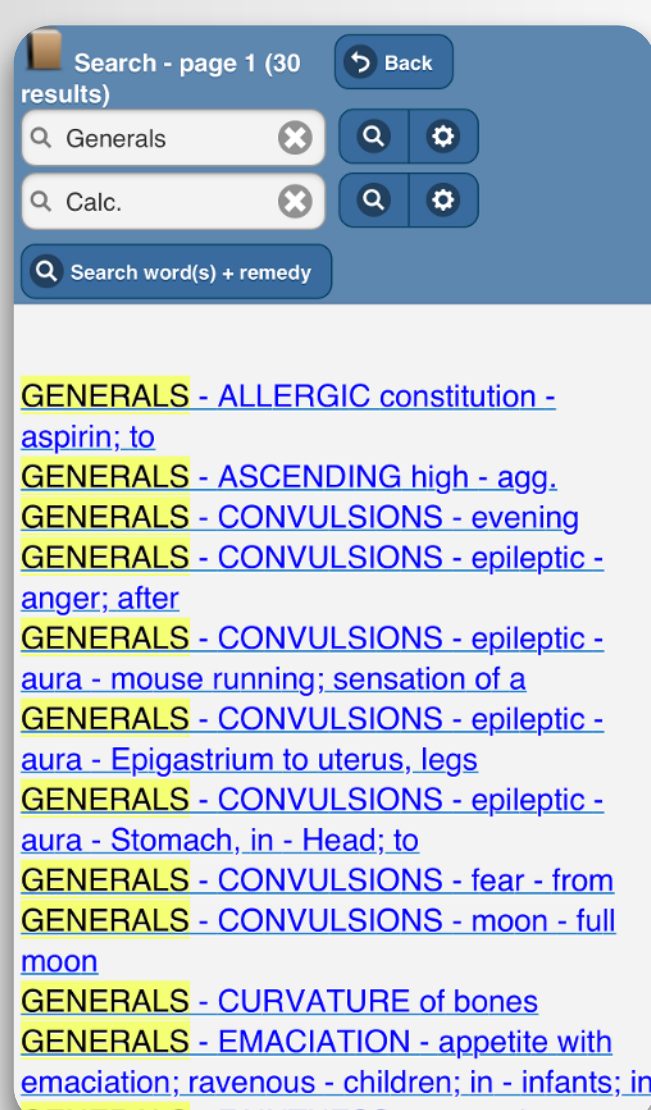 Search - page 1 (30
results)
Back
Generals
Calc.
Search word(s) + remedy
GENERALS - ALLERGIC constitution -
aspirin; to
GENERALS - ASCENDING high - agg.
GENERALS - CONVULSIONS - evening
GENERALS - CONVULSIONS - epileptic -
anger; after
GENERALS - CONVULSIONS - epileptic -
aura - mouse running; sensation of a
GENERALS - CONVULSIONS - epileptic -
aura - Epigastrium to uterus, legs
GENERALS - CONVULSIONS - epileptic -
aura - Stomach, in - Head; to
GENERALS - CONVULSIONS - fear - from
GENERALS - CONVULSIONS - moon - full
moon
GENERALS - CURVATURE of bones
GENERALS - EMACIATION - appetite with
emaciation; ravenous - children; in - infants; in